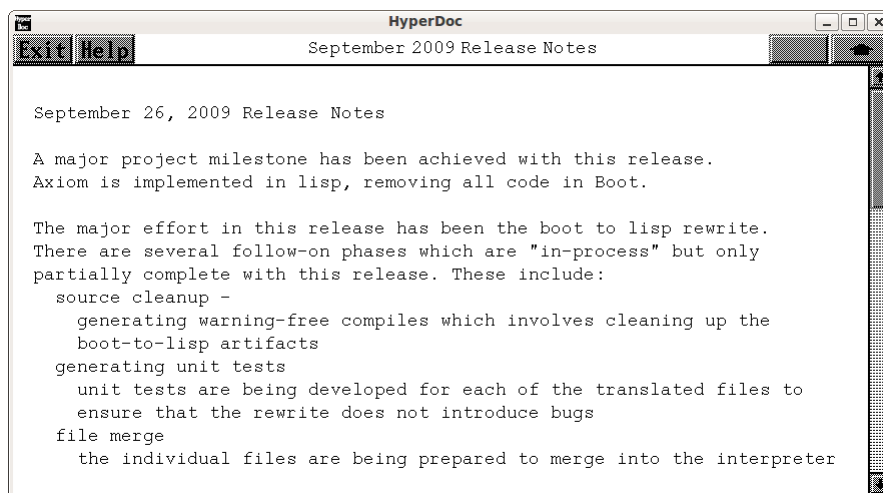 Hyper
Doc
HyperDoc
Exit Help
September 2009 Release Notes
September 26, 2009 Release Notes
A major project milestone has been achieved with this release.
Axiom is implemented in lisp, removing all code in Boot.
The major effort in this release has been the boot to lisp rewrite.
There are several follow-on phases which are "in-process" but only
partially complete with this release. These include:
source cleanup -
generating warning-free compiles which involves cleaning up the
boot-to-lisp artifacts
generating unit tests
unit tests are being developed for each of the translated files to
ensure that the rewrite does not introduce bugs
file merge
the individual files are being prepared to merge into the interpreter